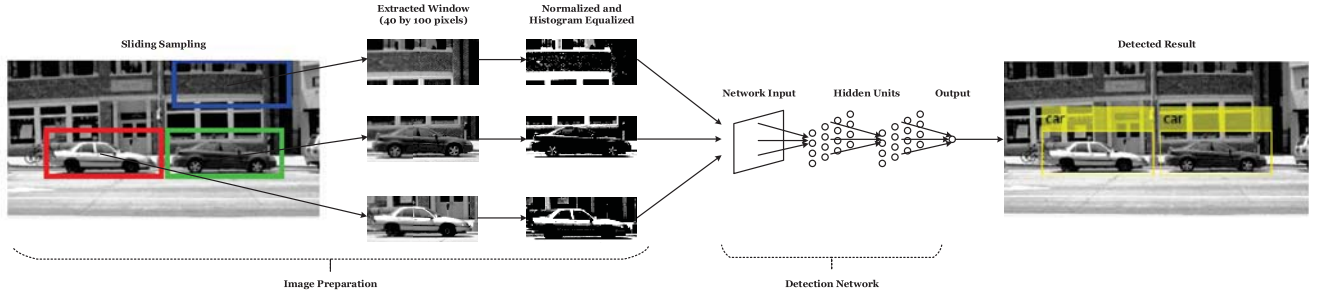 Sliding Sampling
Extracted Window
(40 by 100 pixels)
Normalized and
Histogram Equalized
Network Input
Hidden Units
Output
Detected Result
car
car
Image Preparation
Detection Network